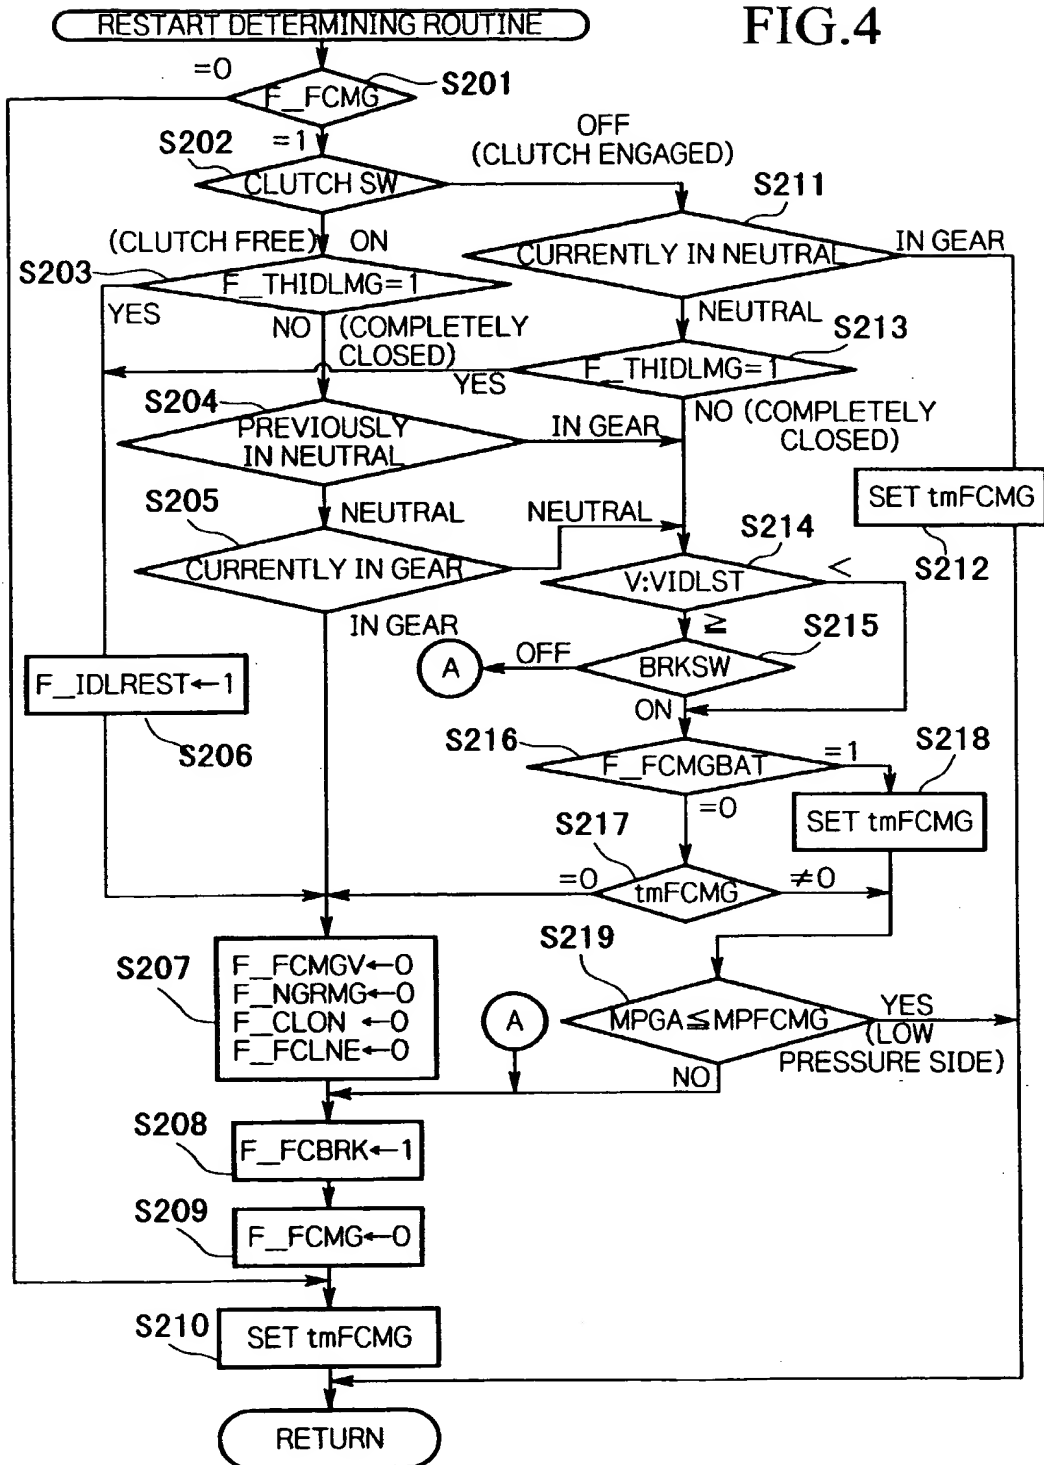 FIG.4
RESTART DETERMINING ROUTINE
=0
F_FCMG
S201
S202
=1
CLUTCH SW
OFF
(CLUTCH ENGAGED)
S211
CURRENTLY IN NEUTRAL
IN GEAR
(CLUTCH FREE)
ON
S203
F_THIDLMG=1
YES
NO
(COMPLETELY
CLOSED)
NEUTRAL
S213
F_THIDLMG=1
YES
NO (COMPLETELY
CLOSED)
S204
PREVIOUSLY
IN NEUTRAL
IN GEAR
SET tmFCMG
S212
S205
NEUTRAL
NEUTRAL
CURRENTLY IN GEAR
IN GEAR
S214
V:VIDLST
<
≧
S215
BRKSW
OFF
A
ON
F_IDLREST←1
S206
S216
F_FCMGBAT
=1
S218
SET tmFCMG
=0
S217
tmFCMG
=0
≠0
S207
F_FCMGV←0
F_NGRMG←0
F_CLON ←0
F_FCLNE←0
S219
MPGA≦MPFCMG
YES
(LOW
PRESSURE SIDE)
NO
A
S208
F_FCBRK←1
S209
F_FCMG←0
S210
SET tmFCMG
RETURN